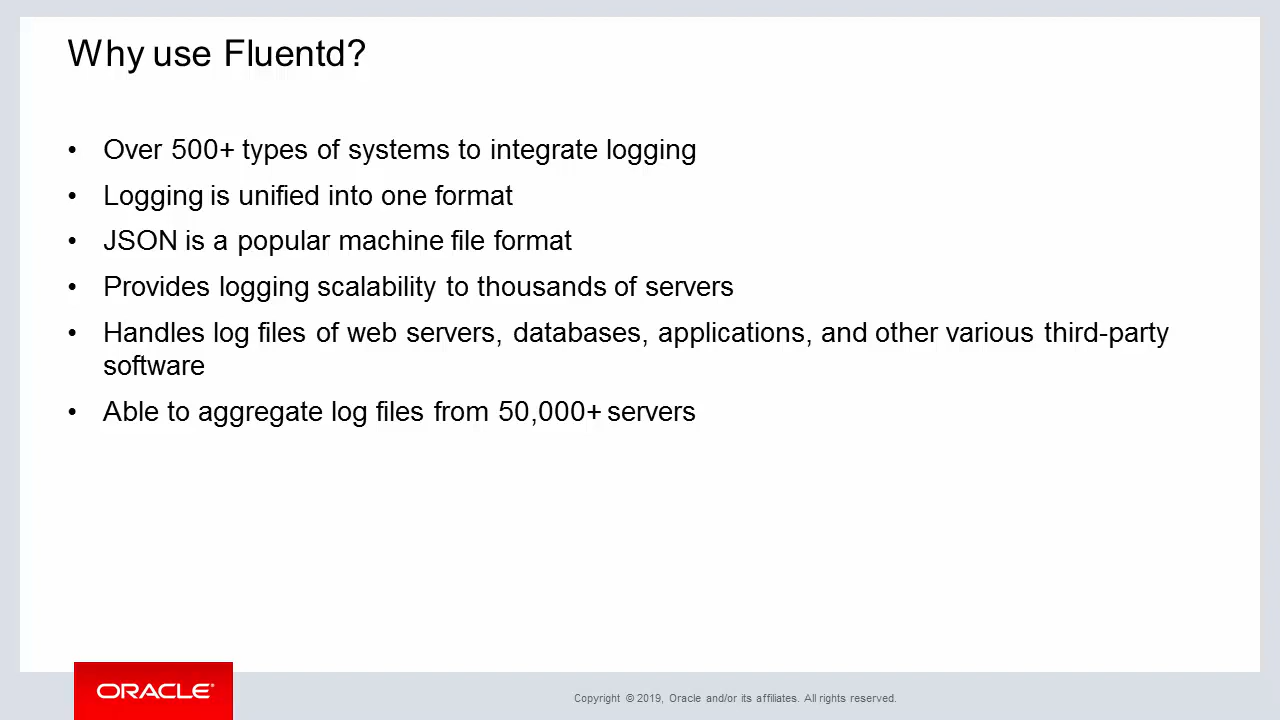 Why use Fluentd?
• Over 500+ types of systems to integrate logging
• Logging is unified into one format
• JSON is a popular machine file format
• Provides logging scalability to thousands of servers
• Handles log files of web servers, databases, applications, and other various third-party
software
• Able to aggregate log files from 50,000+ servers
ORACLE®
Copyright © 2019, Oracle and/or its affiliates. All rights reserved.